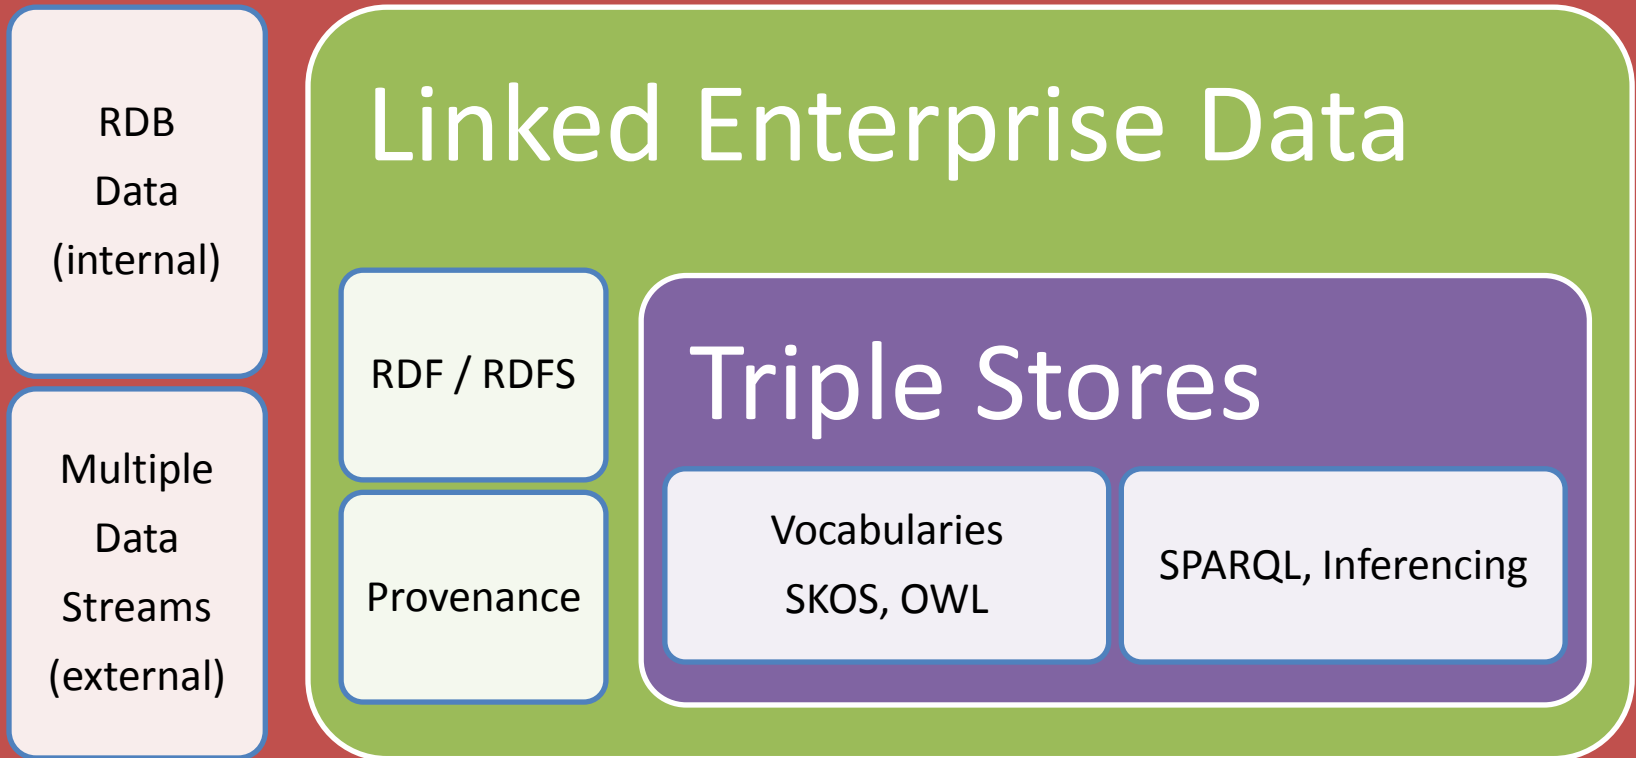 RDB
Data
(internal)
Multiple
Data
Streams
(external)
Linked Enterprise Data
RDF / RDFS
Provenance
Triple Stores
Vocabularies
SKOS, OWL
SPARQL, Inferencing